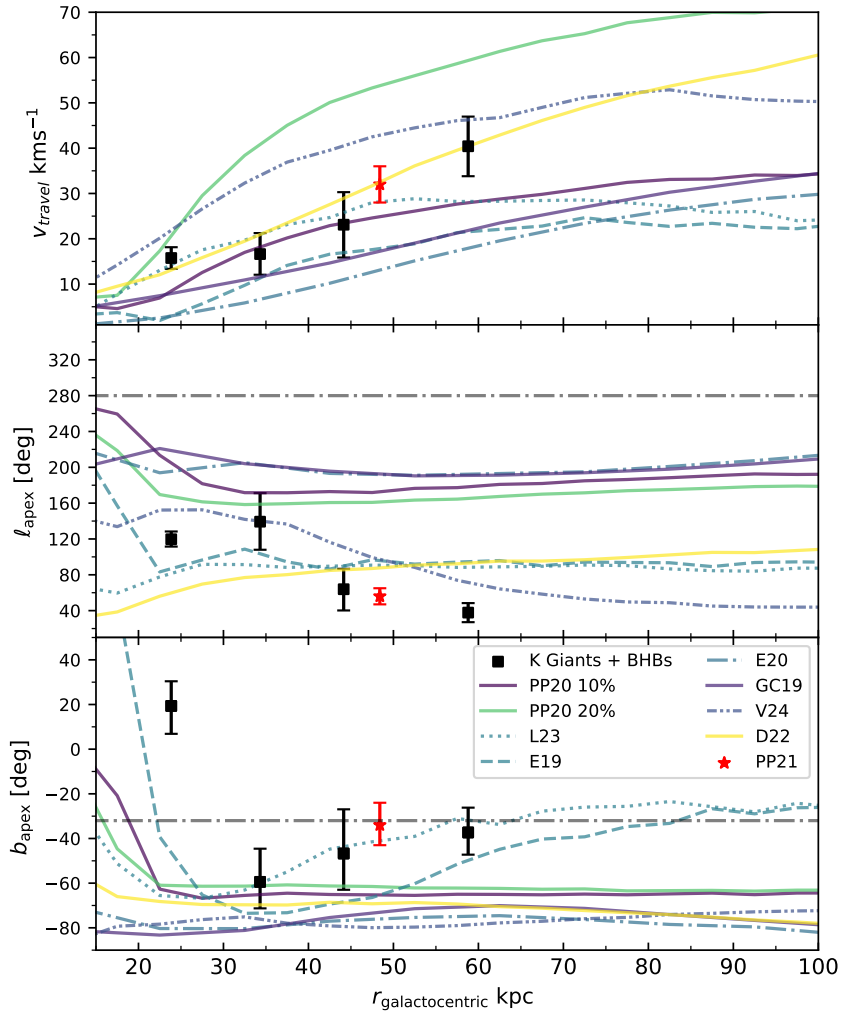 70
60
50
40
30
20
10
v_travel kms⁻¹
320
280
240
200
160
120
80
40
ℓ_apex [deg]
40
20
0
−20
−40
−60
−80
b_apex [deg]
K Giants + BHBs
PP20 10%
PP20 20%
L23
E19
E20
GC19
V24
D22
PP21
20 30 40 50 60 70 80 90 100
r_galactocentric kpc